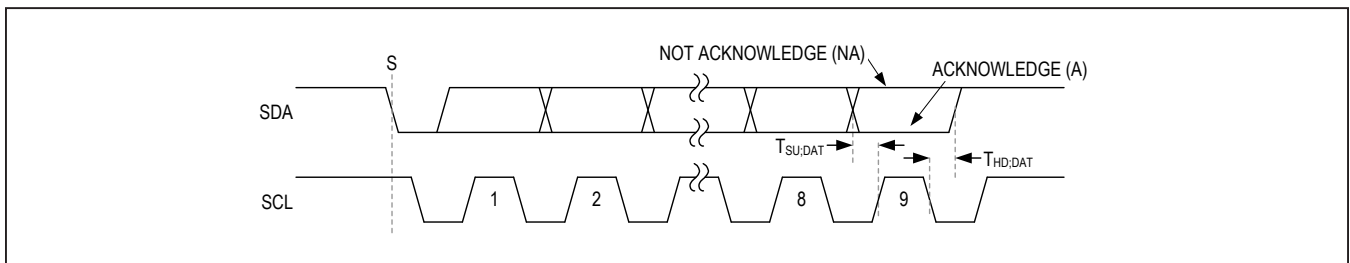 NOT ACKNOWLEDGE (NA)
S
ACKNOWLEDGE (A)
SDA
TSU;DAT
THD;DAT
SCL
1
2
8
9